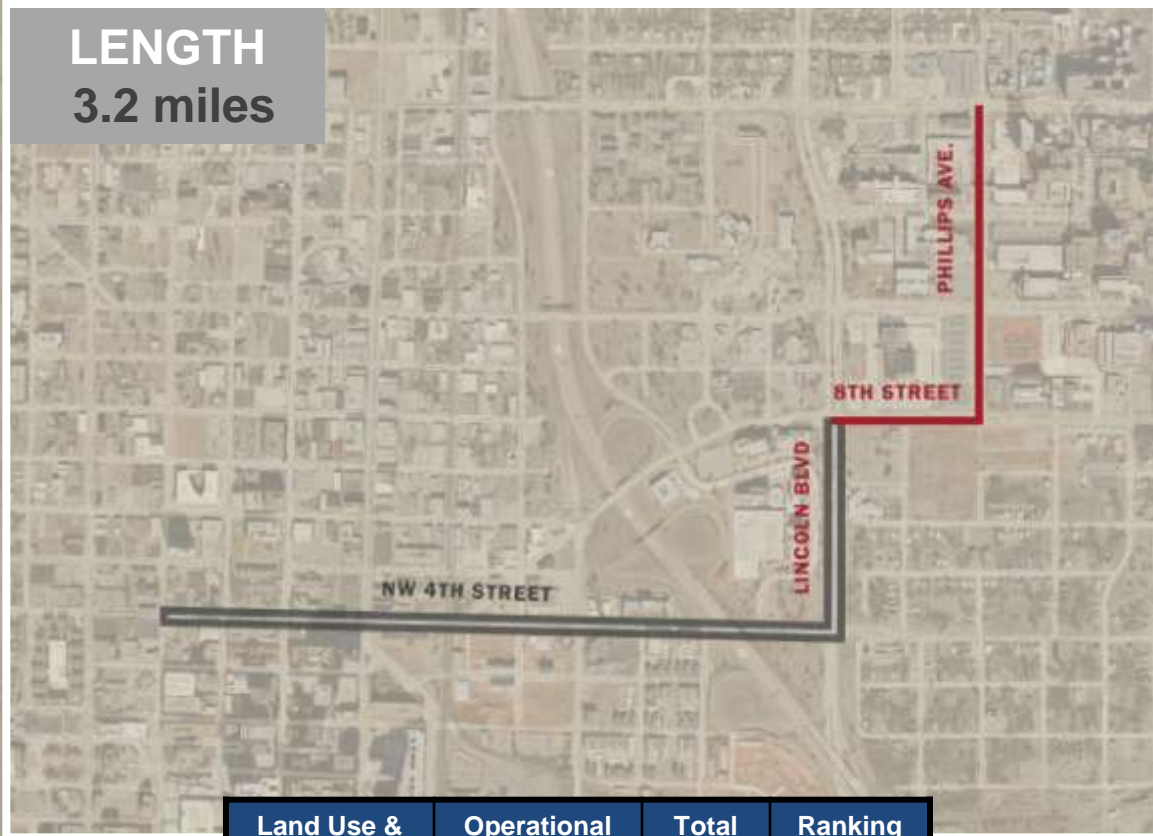 LENGTH
3.2 miles
PHILLIPS AVE.
8TH STREET
LINCOLN BLVD
NW 4TH STREET
Land Use & Operational Total Ranking